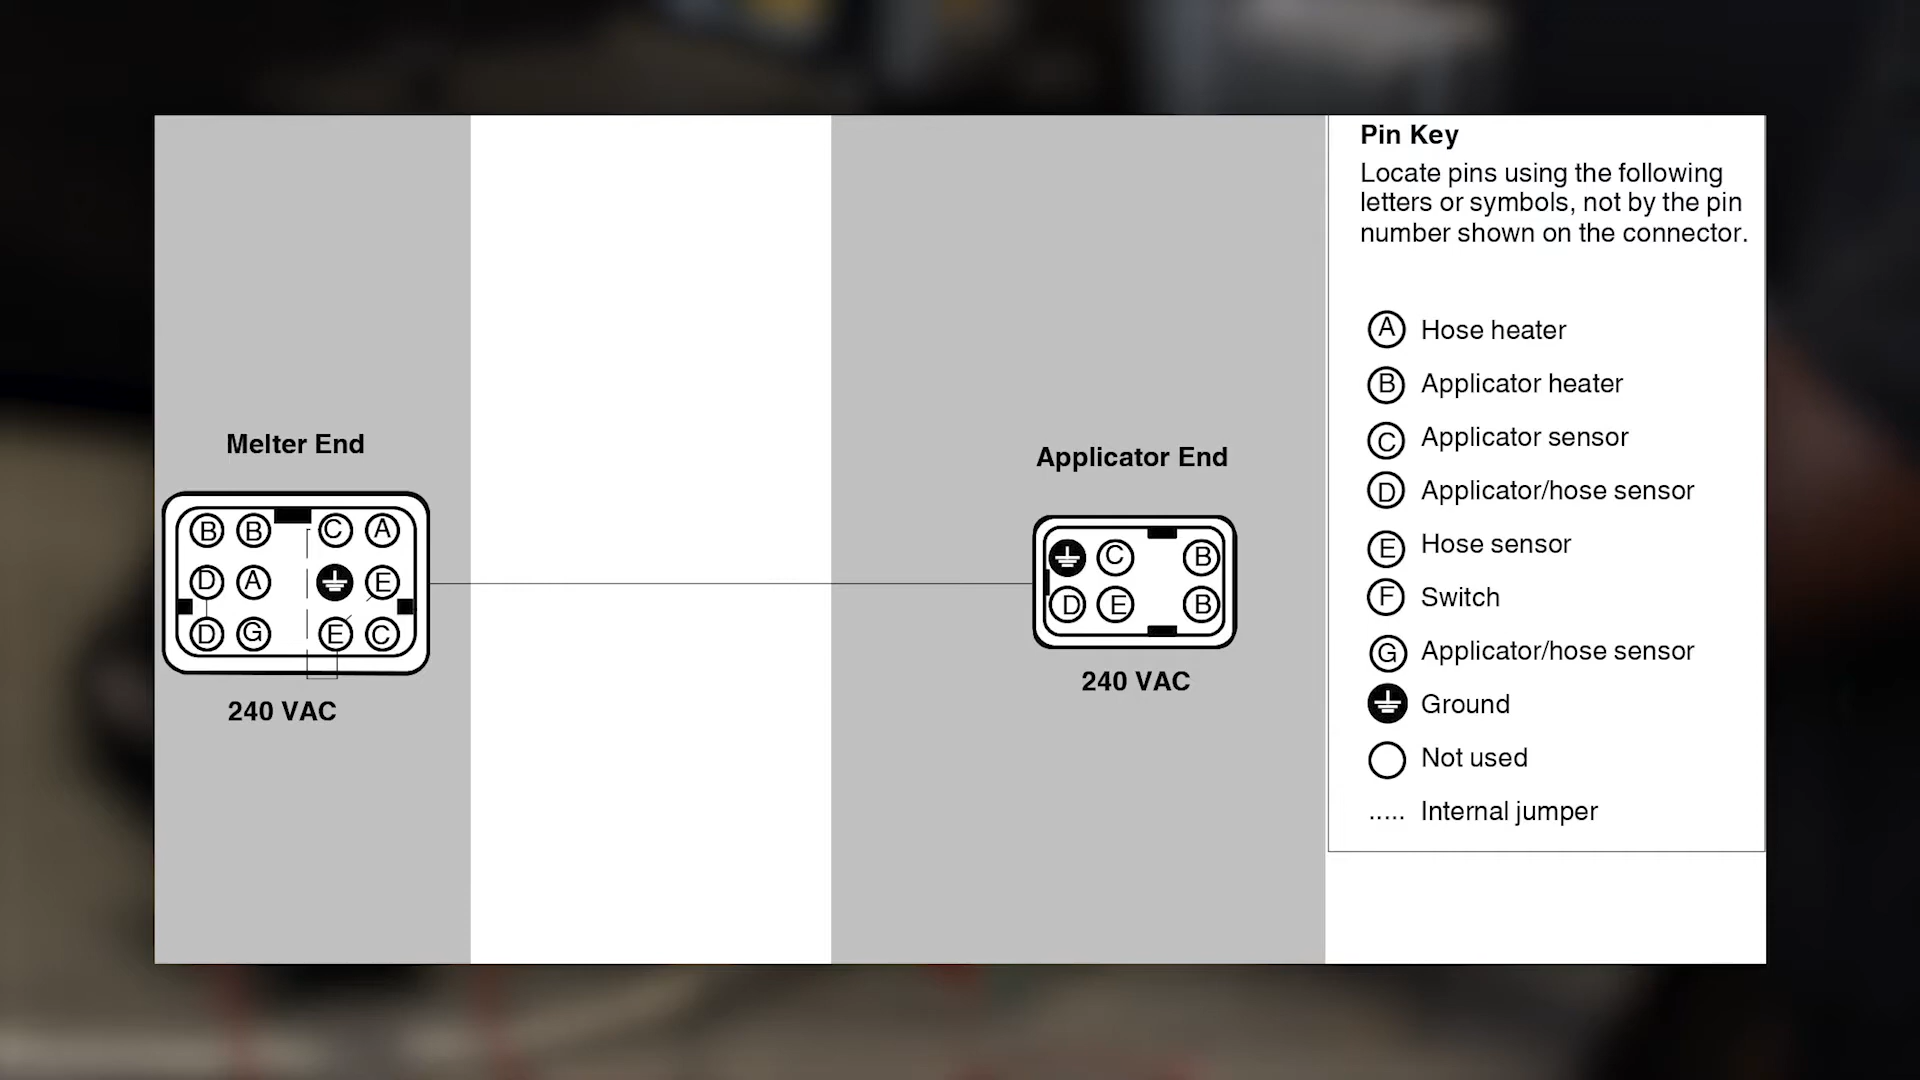 Pin Key
Locate pins using the following
letters or symbols, not by the pin
number shown on the connector.
A Hose heater
B Applicator heater
C Applicator sensor
D Applicator/hose sensor
E Hose sensor
F Switch
G Applicator/hose sensor
Ground
Not used
..... Internal jumper
Melter End
B B C A
D A E
D G E C
240 VAC
Applicator End
C B
D E B
240 VAC